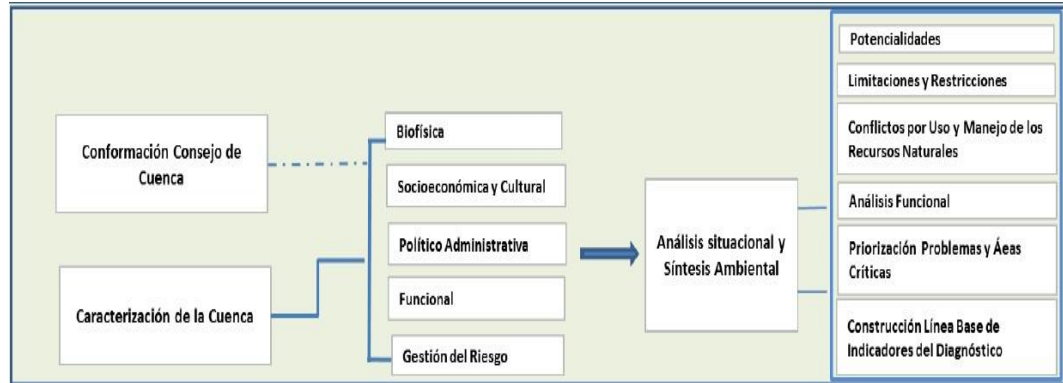 Conformación Consejo de
Cuenca
Caracterización de la Cuenca
Biofísica
Socioeconómica y Cultural
Político Administrativa
Funcional
Gestión del Riesgo
Análisis situacional y
Síntesis Ambiental
Potencialidades
Limitaciones y Restricciones
Conflictos por Uso y Manejo de los
Recursos Naturales
Análisis Funcional
Priorización Problemas y Áeas
Críticas
Construcción Línea Base de
Indicadores del Diagnóstico